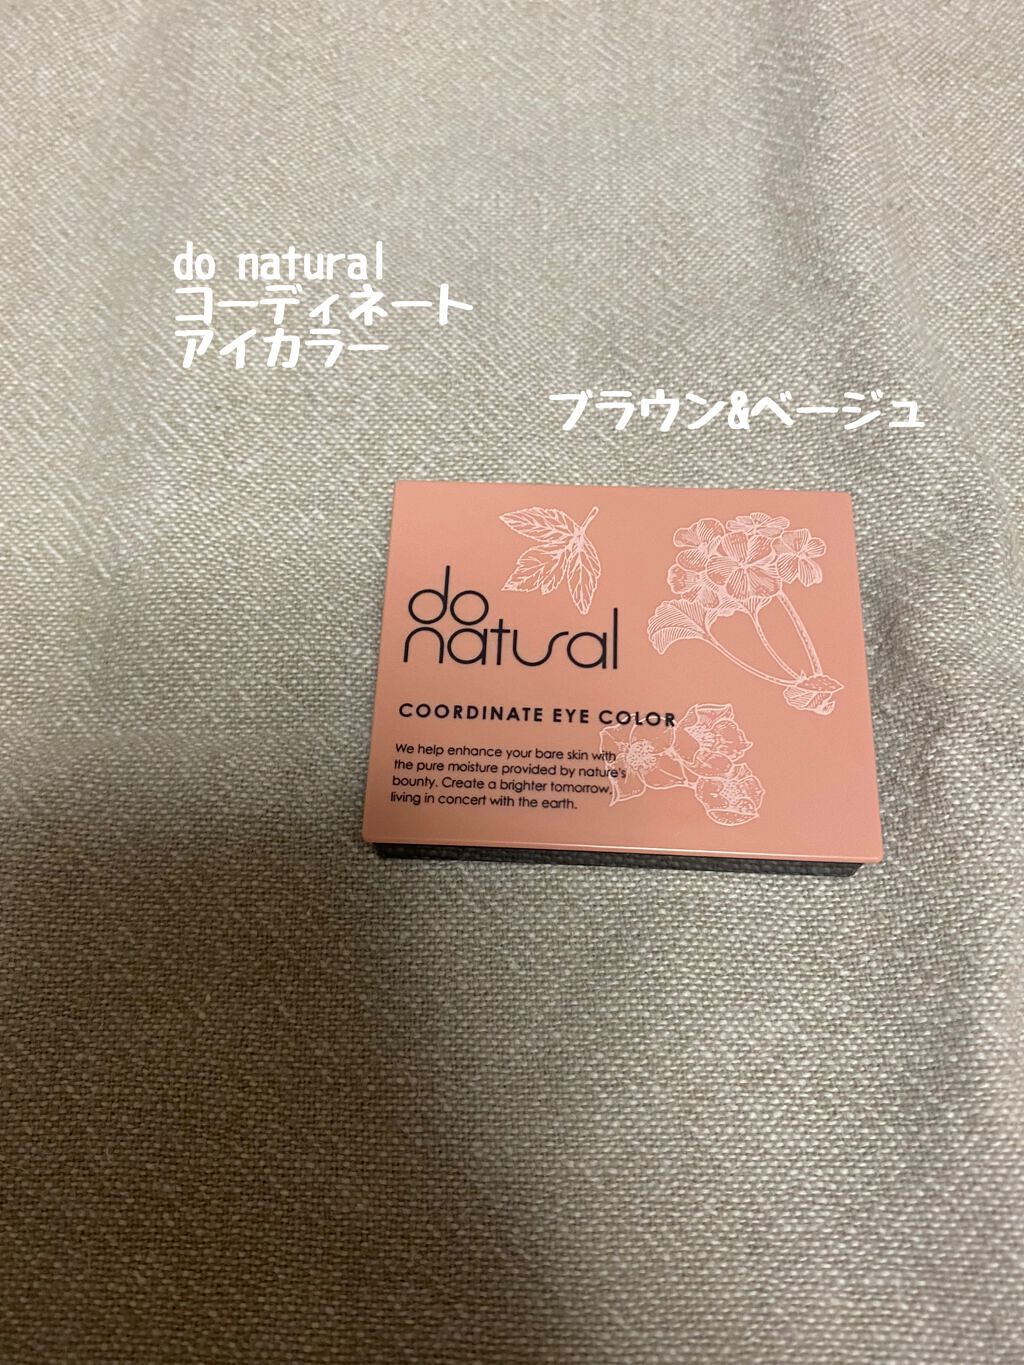 do natural
コーディネート
アイカラー
ブラウン&ベージュ
do
natural
COORDINATE EYE COLOR
We help enhance your bare skin with
the pure moisture provided by nature's
bounty. Create a brighter tomorrow,
living in concert with the earth.